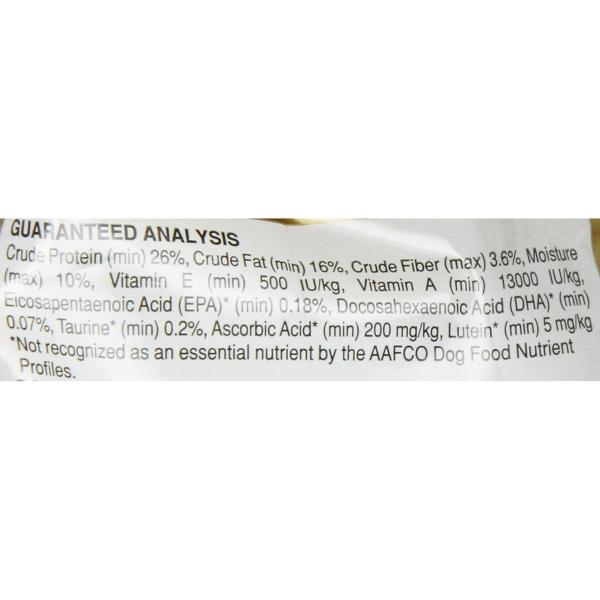 GUARANTEED ANALYSIS
Crude Protein (min) 26%, Crude Fat (min) 16%, Crude Fiber (max) 3.6%, Moisture
(max) 10%, Vitamin E (min) 500 IU/kg, Vitamin A (min) 13000 IU/kg,
Eicosapentaenoic Acid (EPA)* (min) 0.18%, Docosahexaenoic Acid (DHA)* (min)
0.07%, Taurine* (min) 0.2%, Ascorbic Acid* (min) 200 mg/kg, Lutein* (min) 5 mg/kg
*Not recognized as an essential nutrient by the AAFCO Dog Food Nutrient
Profiles.